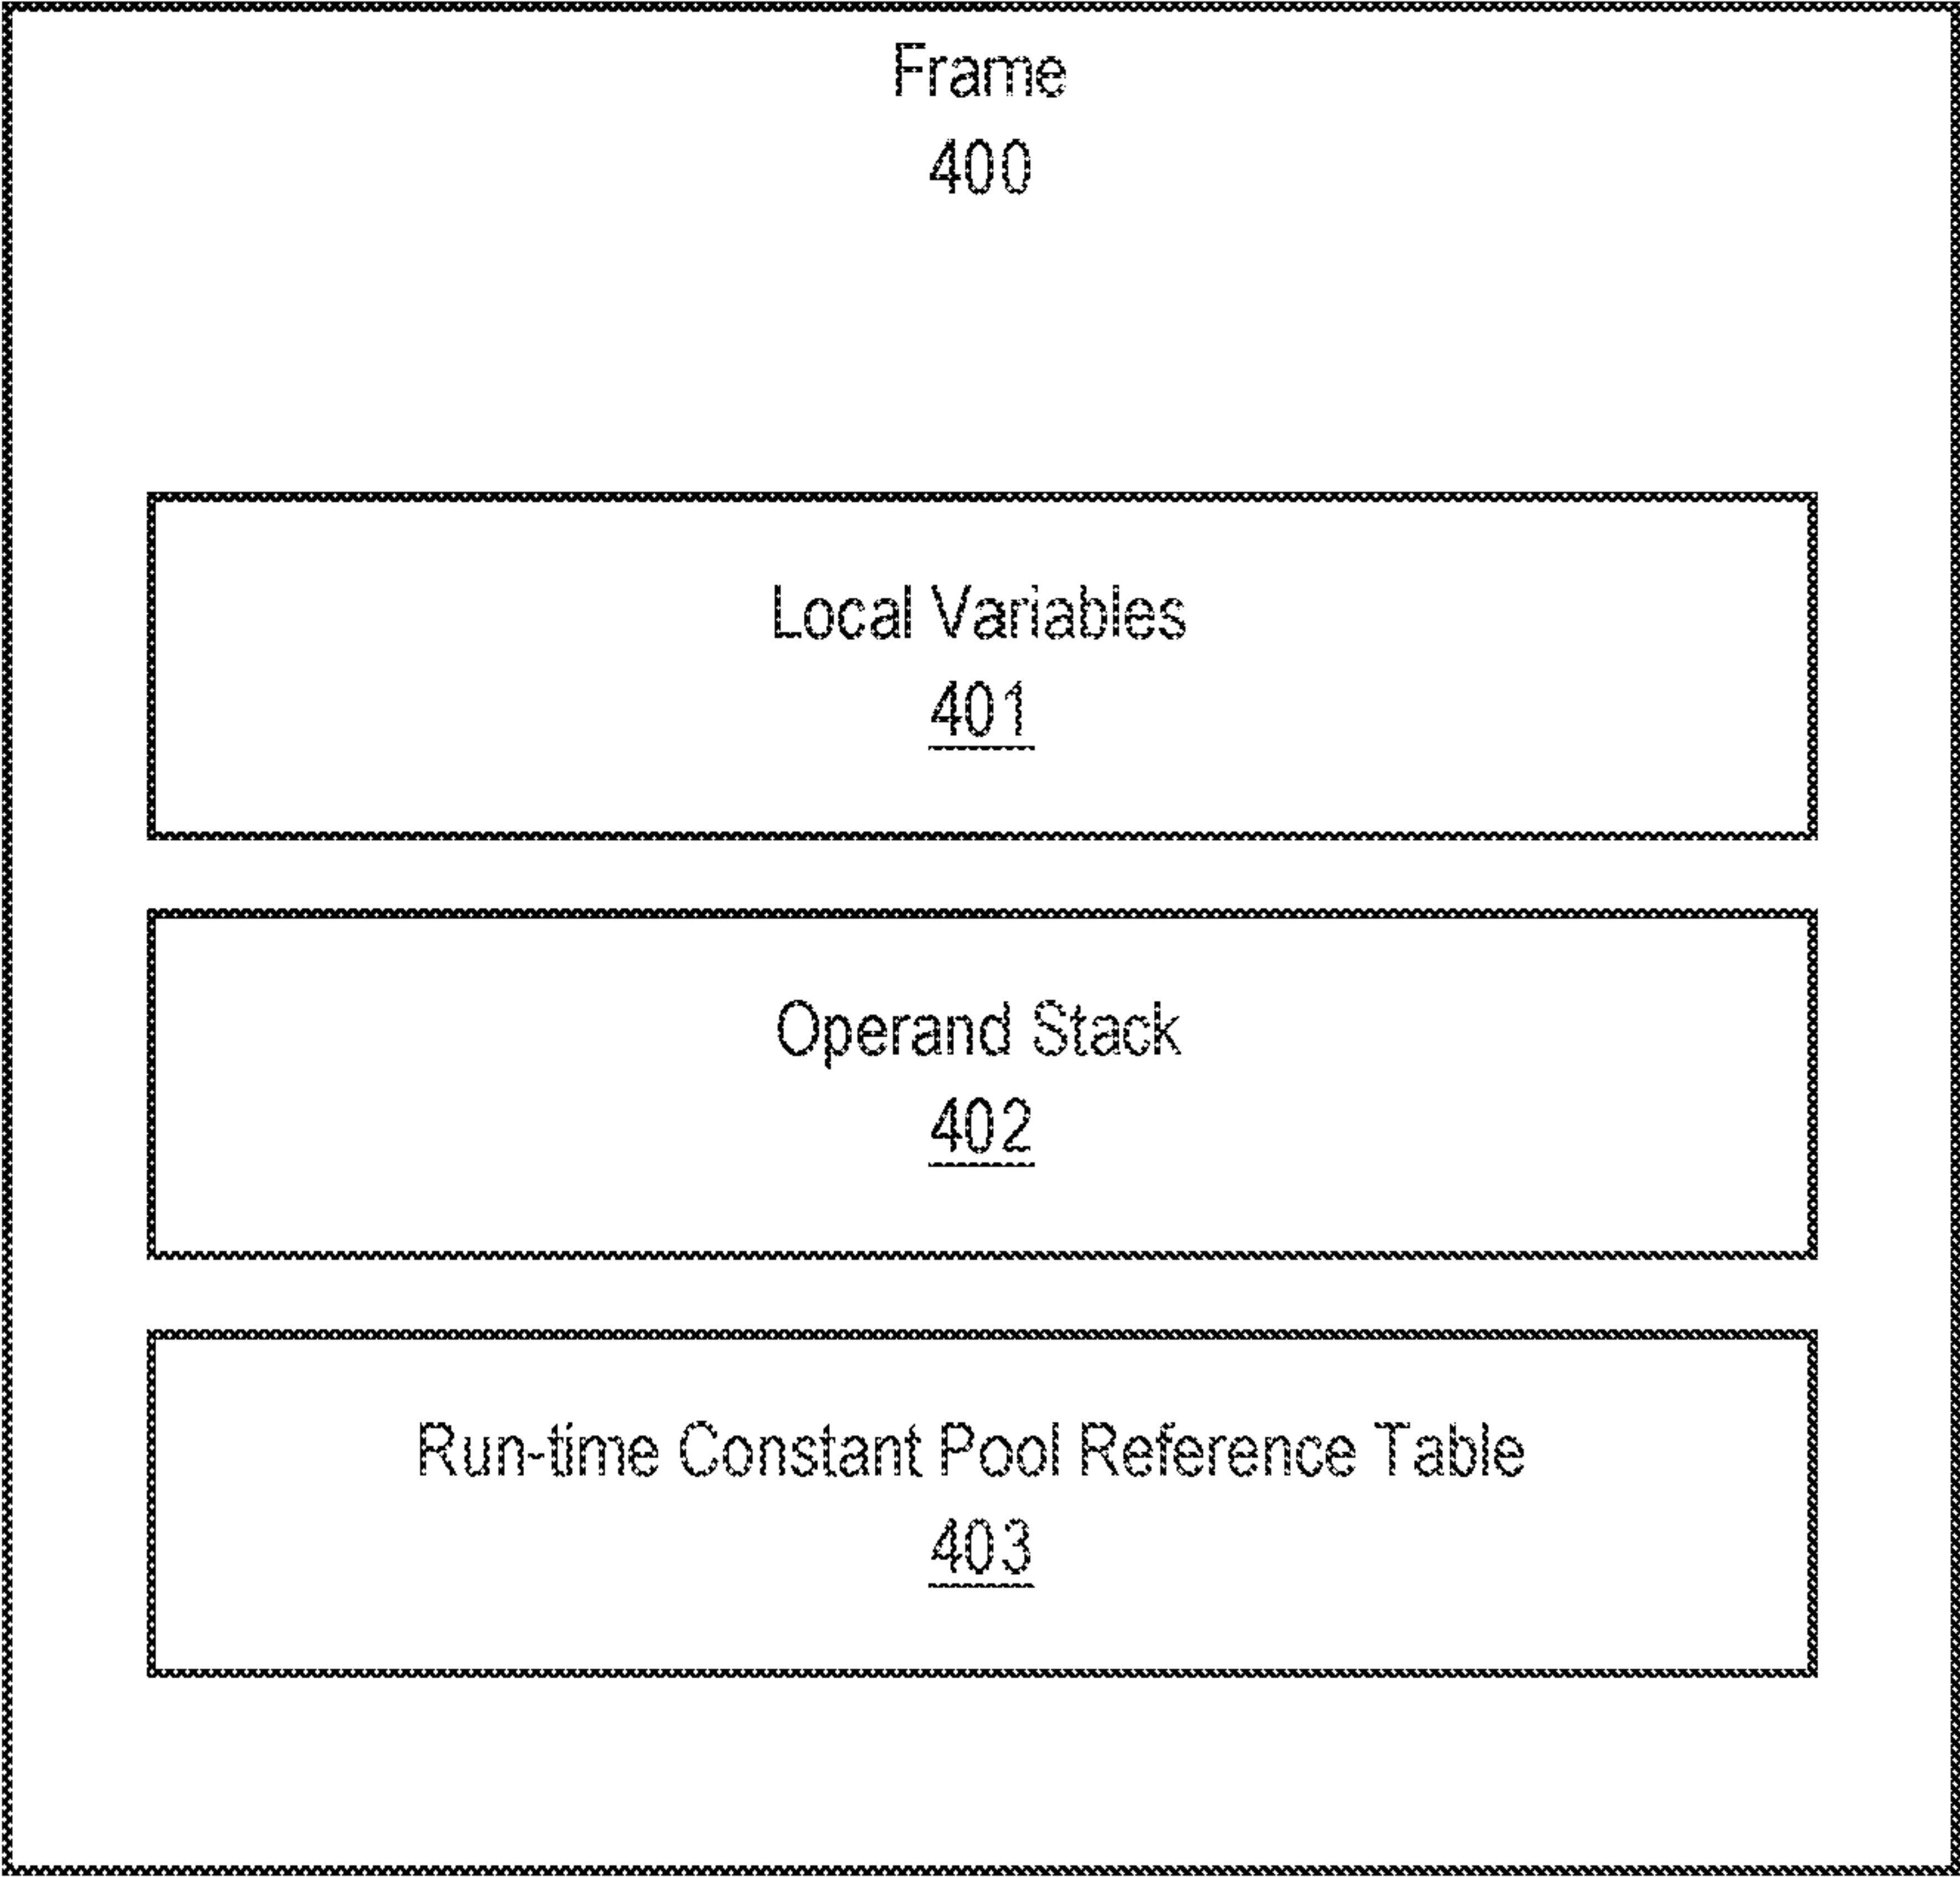 Frame
400
Local Variables
401
Operand Stack
402
Run-time Constant Pool Reference Table
403